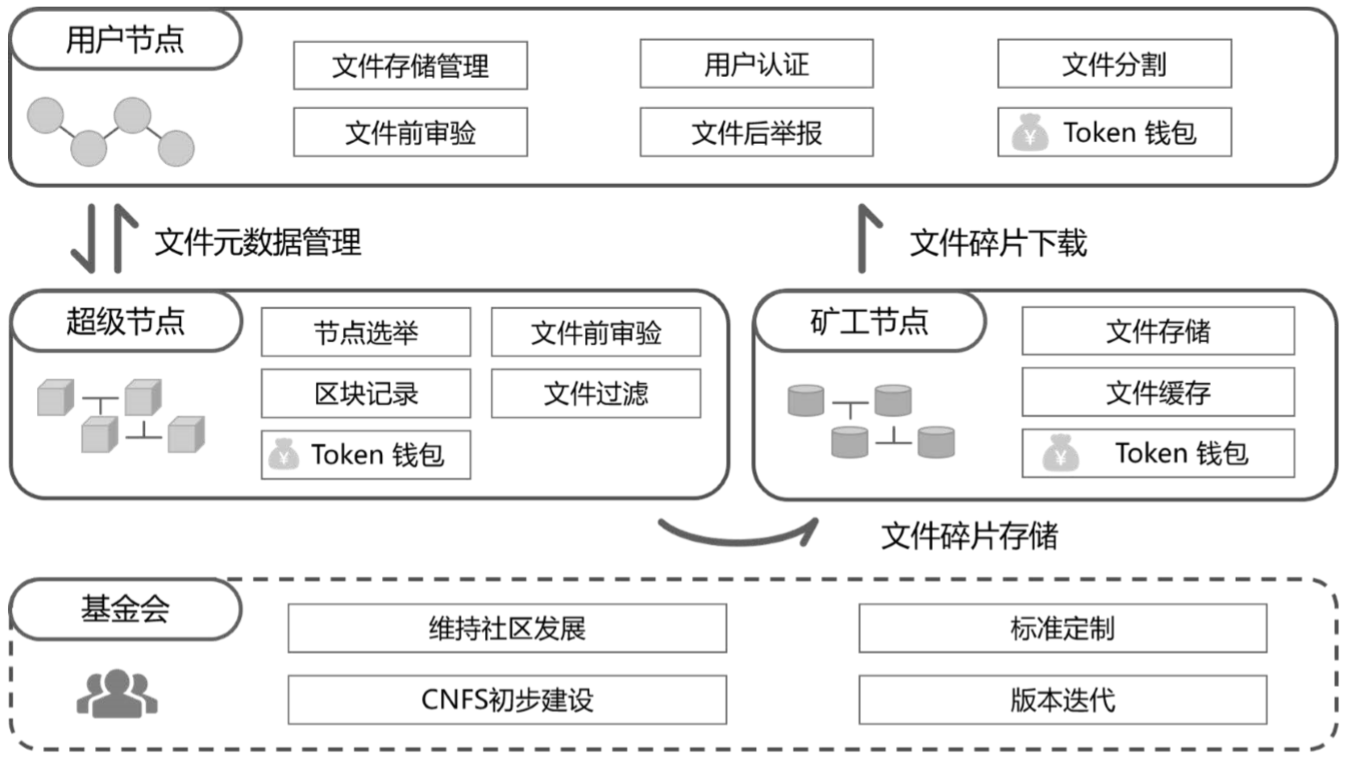 用户节点
文件存储管理
用户认证
文件分割
文件前审验
文件后举报
¥ Token 钱包
文件元数据管理
文件碎片下载
超级节点
节点选举
文件前审验
区块记录
文件过滤
¥ Token 钱包
矿工节点
文件存储
文件缓存
¥ Token 钱包
文件碎片存储
基金会
维持社区发展
标准定制
CNFS初步建设
版本迭代